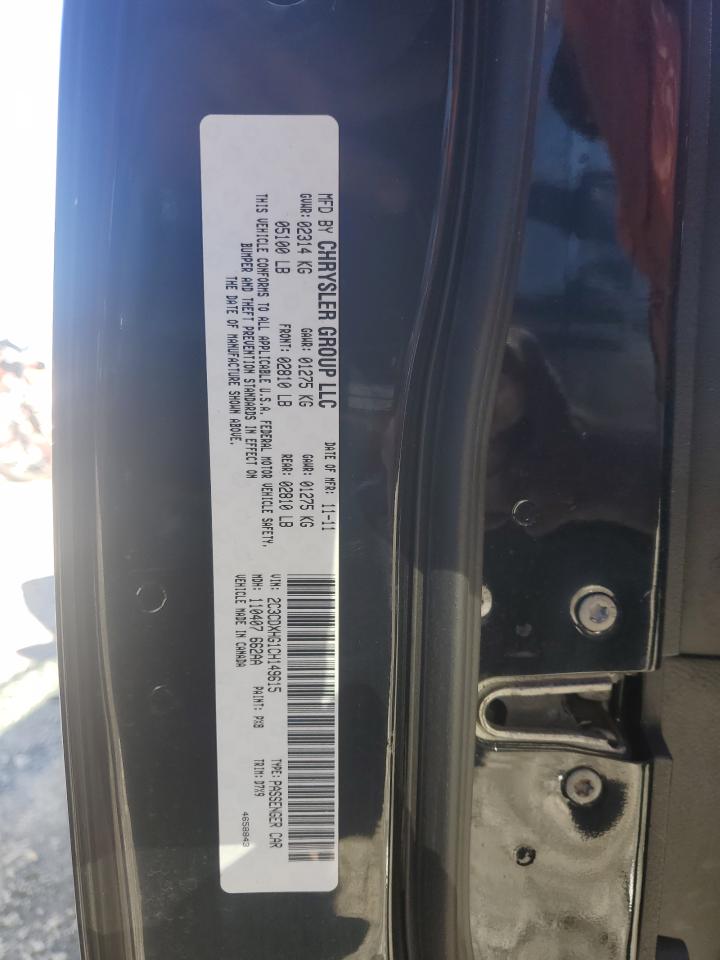 MFD BY CHRYSLER GROUP LLC DATE OF MFR: 11-11
GVWR: 02314 KG GAWR: 01275 KG GAWR: 01275 KG
05100 LB FRONT: 02810 LB REAR: 02810 LB
THIS VEHICLE CONFORMS TO ALL APPLICABLE U.S.A. FEDERAL MOTOR VEHICLE SAFETY,
BUMPER AND THEFT PREVENTION STANDARDS IN EFFECT ON
THE DATE OF MANUFACTURE SHOWN ABOVE.
VIN: 2C3CDXHG1CH149615 TYPE: PASSENGER CAR
MDH: 110407 662AA PAINT: PX8 TRIM: D7X9
VEHICLE MADE IN CANADA 4658843